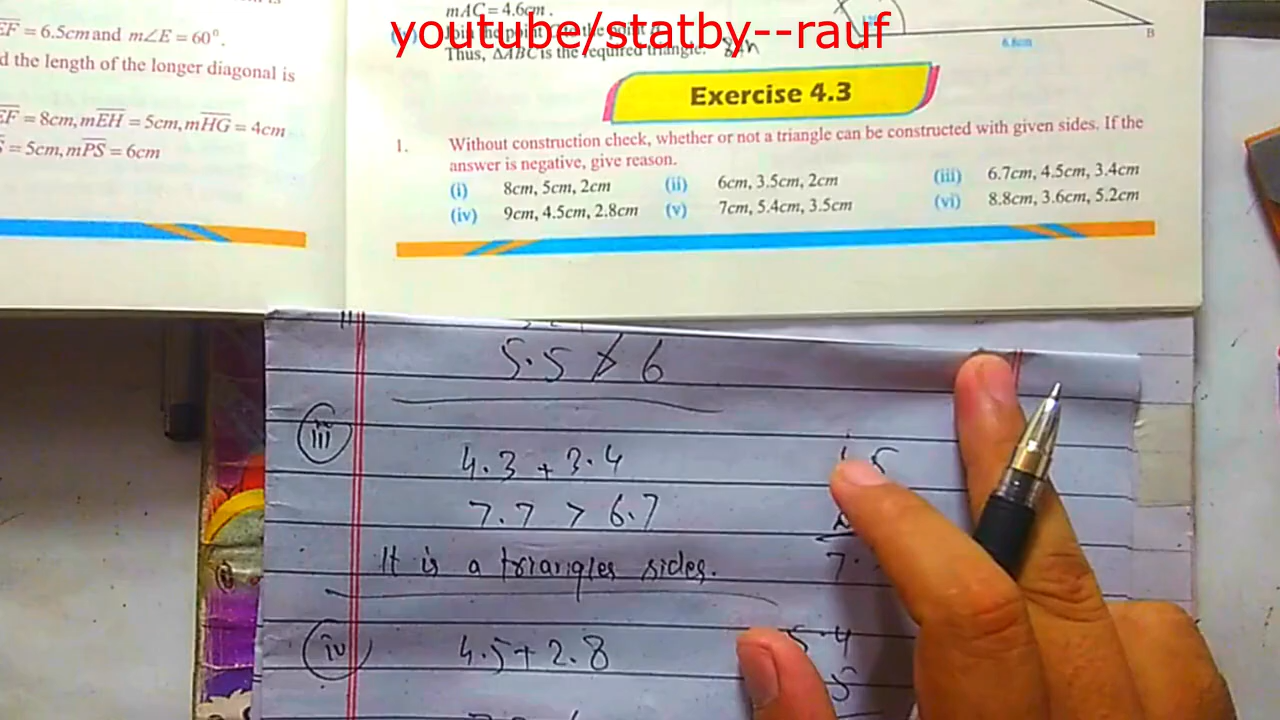 youtube/statby--rauf
EF = 6.5cm and m∠E = 60°.
d the length of the longer diagonal is
EF = 8cm, mEH = 5cm, mHG = 4cm
= 5cm, mPS = 6cm
mAC = 4.6cm.
Join the point
Thus, ΔABC is the required triangle.
B
6.6cm
Exercise 4.3
1. Without construction check, whether or not a triangle can be constructed with given sides. If the
answer is negative, give reason.
(i) 8cm, 5cm, 2cm (ii) 6cm, 3.5cm, 2cm (iii) 6.7cm, 4.5cm, 3.4cm
(iv) 9cm, 4.5cm, 2.8cm (v) 7cm, 5.4cm, 3.5cm (vi) 8.8cm, 3.6cm, 5.2cm
5.5 ≯ 6
iii
4.3 + 3.4
7.7 > 6.7
It is a triangles sides.
iv 4.5+2.8